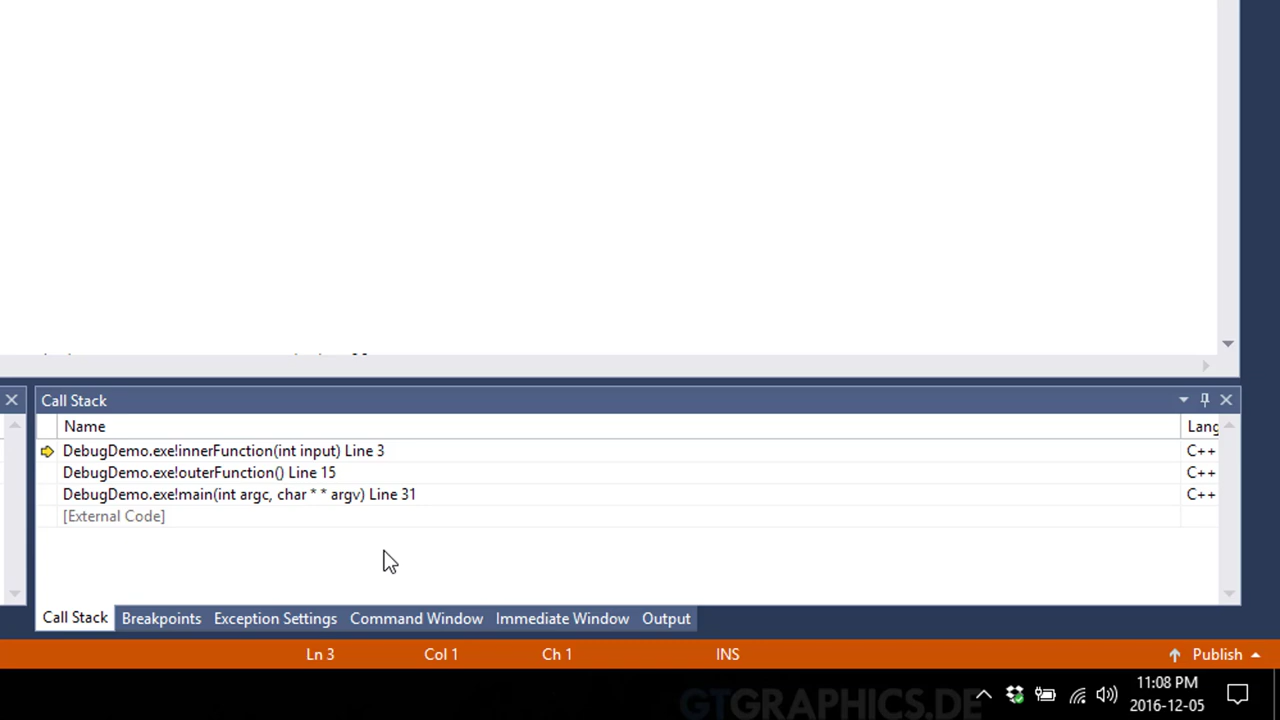 Call Stack
Name Lang
DebugDemo.exe!innerFunction(int input) Line 3 C++
DebugDemo.exe!outerFunction() Line 15 C++
DebugDemo.exe!main(int argc, char * * argv) Line 31 C++
[External Code]
Call Stack Breakpoints Exception Settings Command Window Immediate Window Output
Ln 3 Col 1 Ch 1 INS Publish
11:08 PM
GTGRAPHICS.DE 2016-12-05